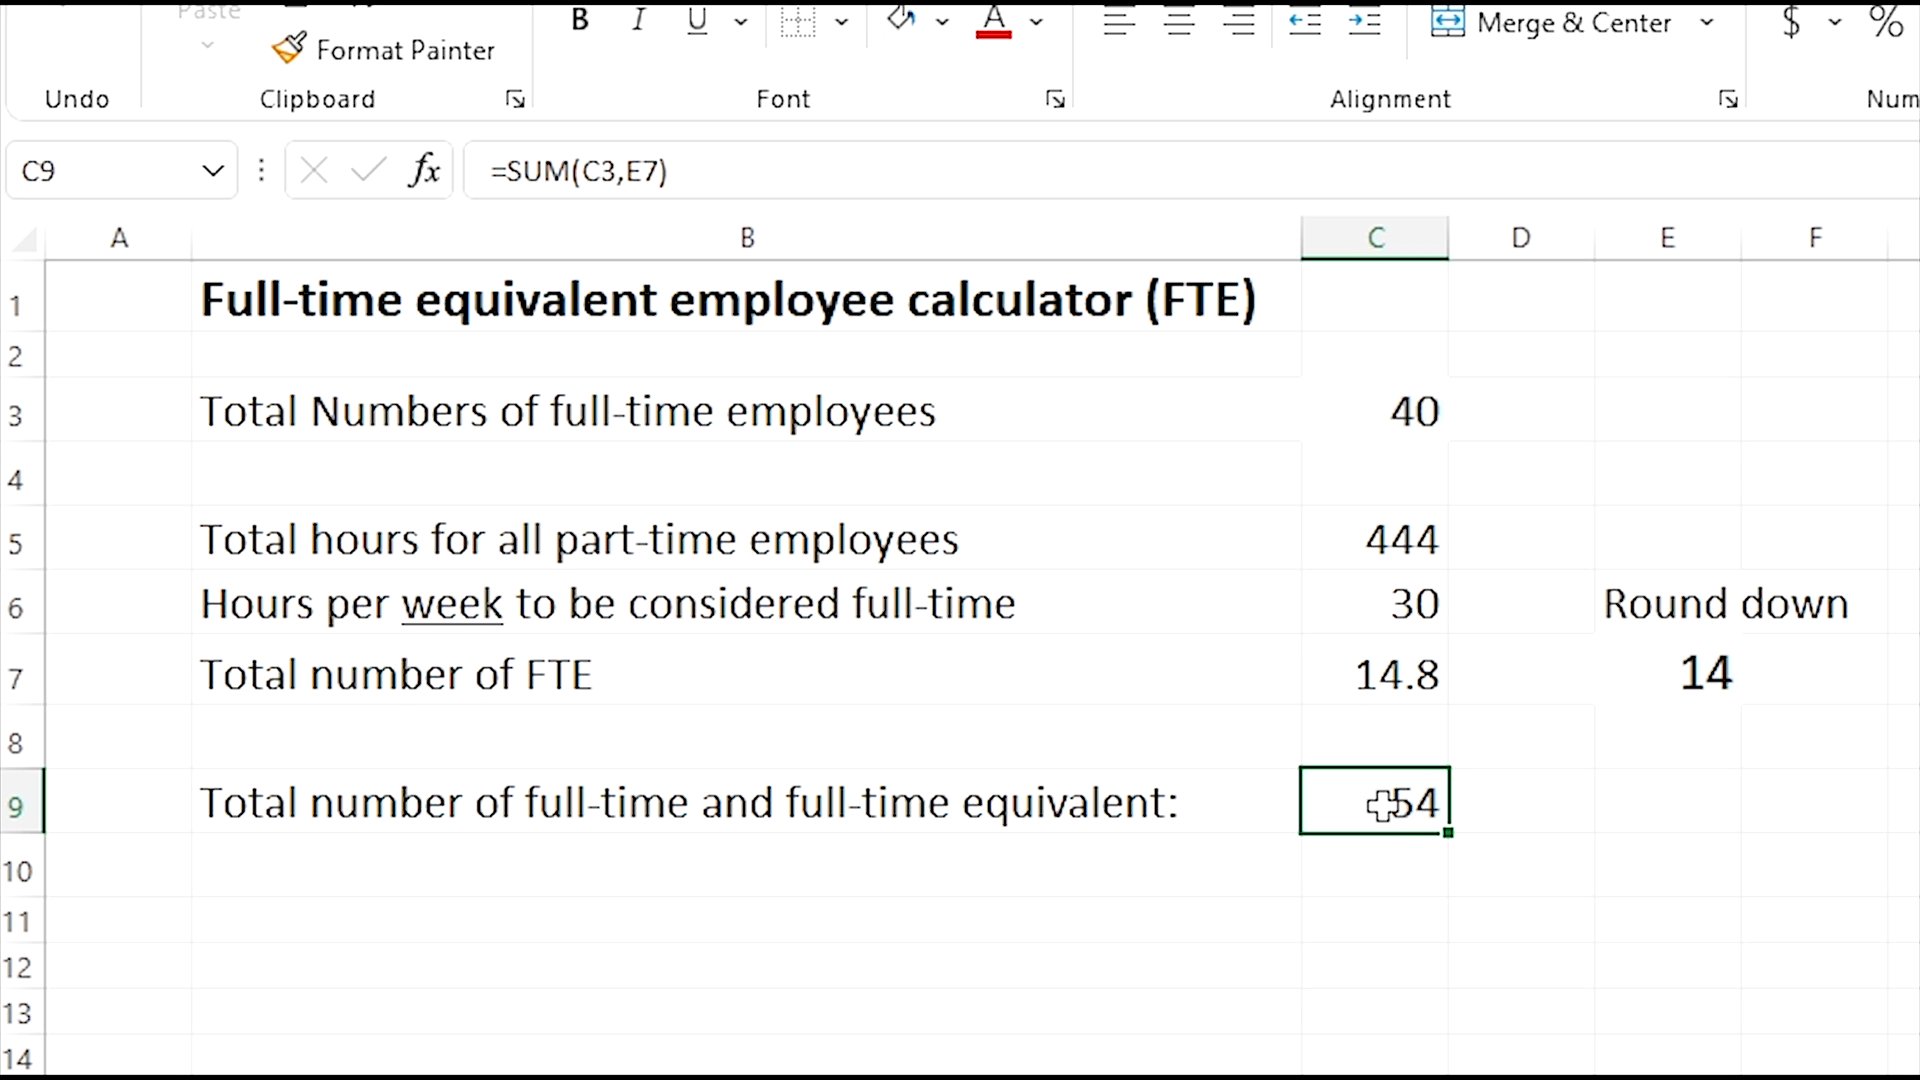 Paste
B I U A Merge & Center $ %
Format Painter
Undo Clipboard Font Alignment Num
C9 fx =SUM(C3,E7)
A B C D E F
1 Full-time equivalent employee calculator (FTE)
2
3 Total Numbers of full-time employees 40
4
5 Total hours for all part-time employees 444
6 Hours per week to be considered full-time 30 Round down
7 Total number of FTE 14.8 14
8
9 Total number of full-time and full-time equivalent: 54
10
11
12
13
14